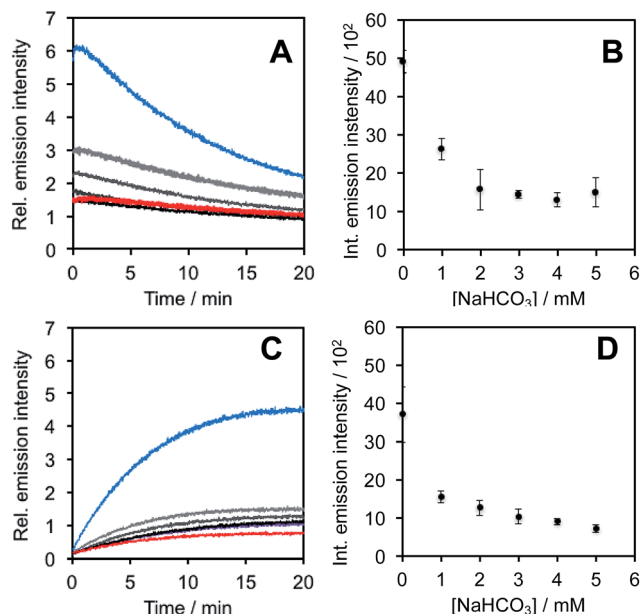 Rel. emission intensity
7
6
5
4
3
2
1
0
A
0 5 10 15 20
Time / min
Int. emission instensity / 10²
60
50
40
30
20
10
0
B
0 1 2 3 4 5 6
[NaHCO₃] / mM
Rel. emission intensity
7
6
5
4
3
2
1
0
C
0 5 10 15 20
Time / min
Int. emission intensity / 10²
60
50
40
30
20
10
0
D
0 1 2 3 4 5 6
[NaHCO₃] / mM